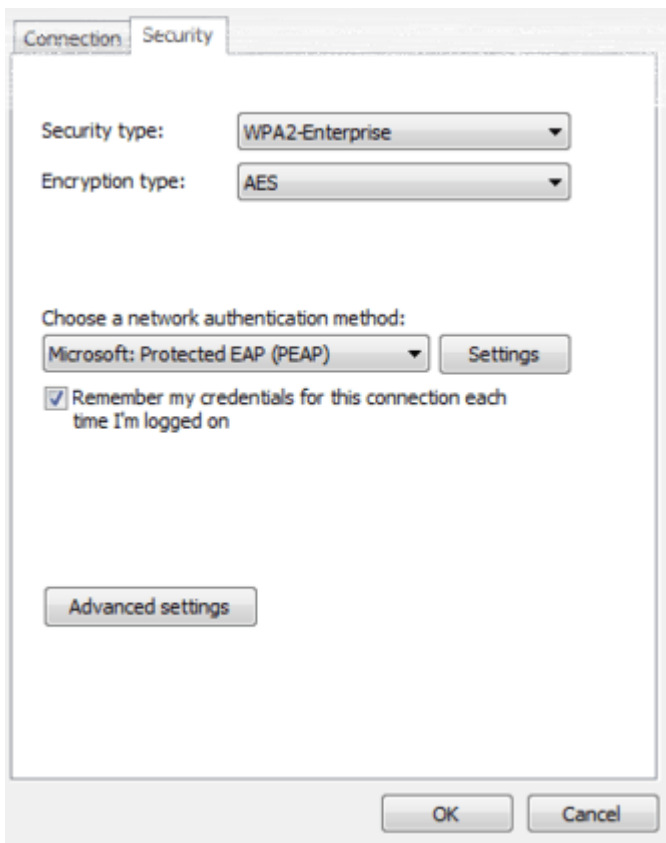 Connection Security
Security type: WPA2-Enterprise
Encryption type: AES
Choose a network authentication method:
Microsoft: Protected EAP (PEAP) Settings
Remember my credentials for this connection each
time I'm logged on
Advanced settings
OK Cancel